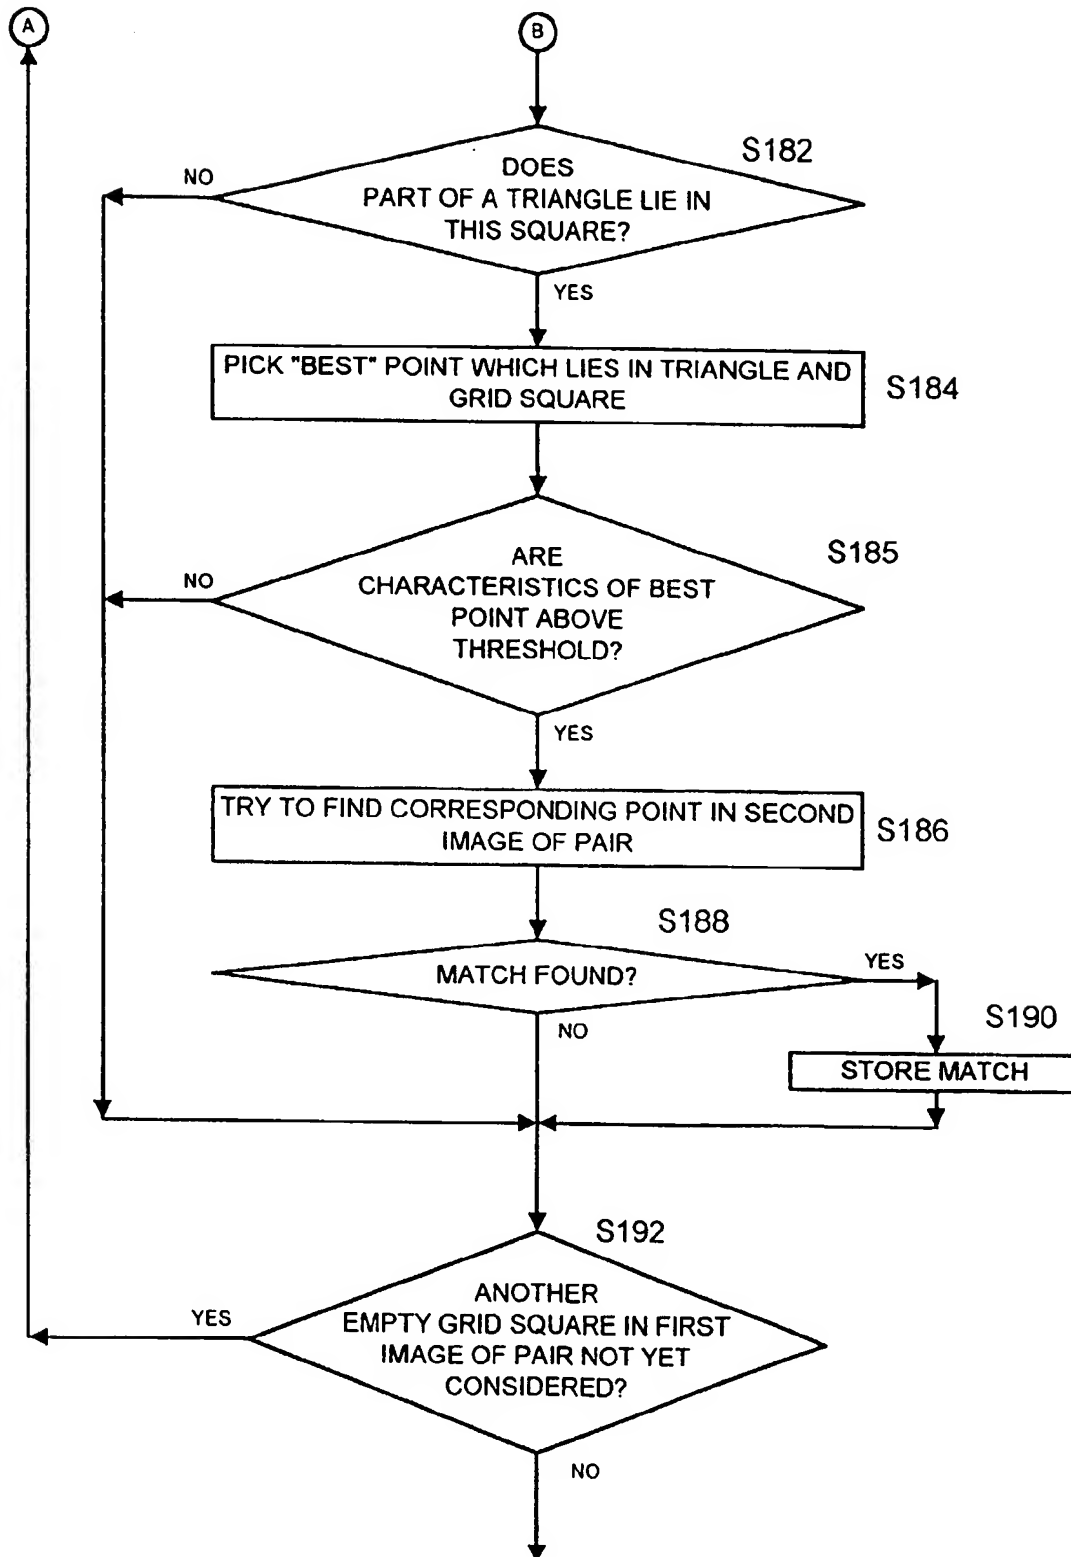 A
B
S182
DOES
PART OF A TRIANGLE LIE IN
THIS SQUARE?
NO
YES
PICK "BEST" POINT WHICH LIES IN TRIANGLE AND
GRID SQUARE
S184
S185
ARE
CHARACTERISTICS OF BEST
POINT ABOVE
THRESHOLD?
NO
YES
TRY TO FIND CORRESPONDING POINT IN SECOND
IMAGE OF PAIR
S186
S188
MATCH FOUND?
YES
NO
S190
STORE MATCH
S192
ANOTHER
EMPTY GRID SQUARE IN FIRST
IMAGE OF PAIR NOT YET
CONSIDERED?
YES
NO